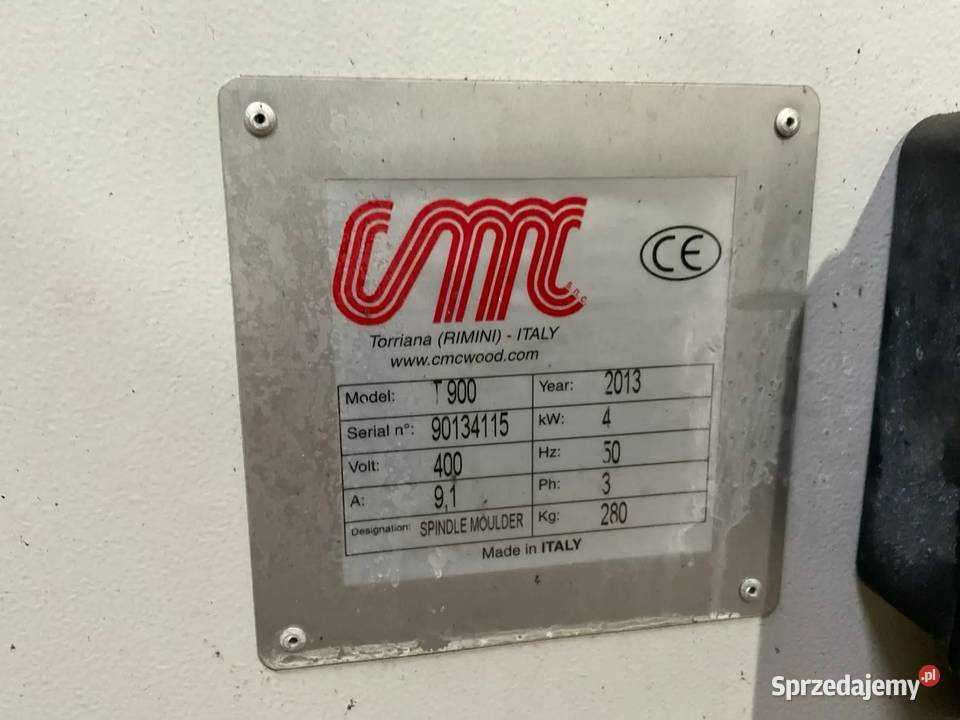 cmc
s.n.c.
CE
Torriana (RIMINI) - ITALY
www.cmcwood.com
Model: T 900 Year: 2013
Serial n°: 90134115 kW: 4
Volt: 400 Hz: 50
A: 9,1 Ph: 3
Designation: SPINDLE MOULDER Kg: 280
Made in ITALY
Sprzedajemy.pl